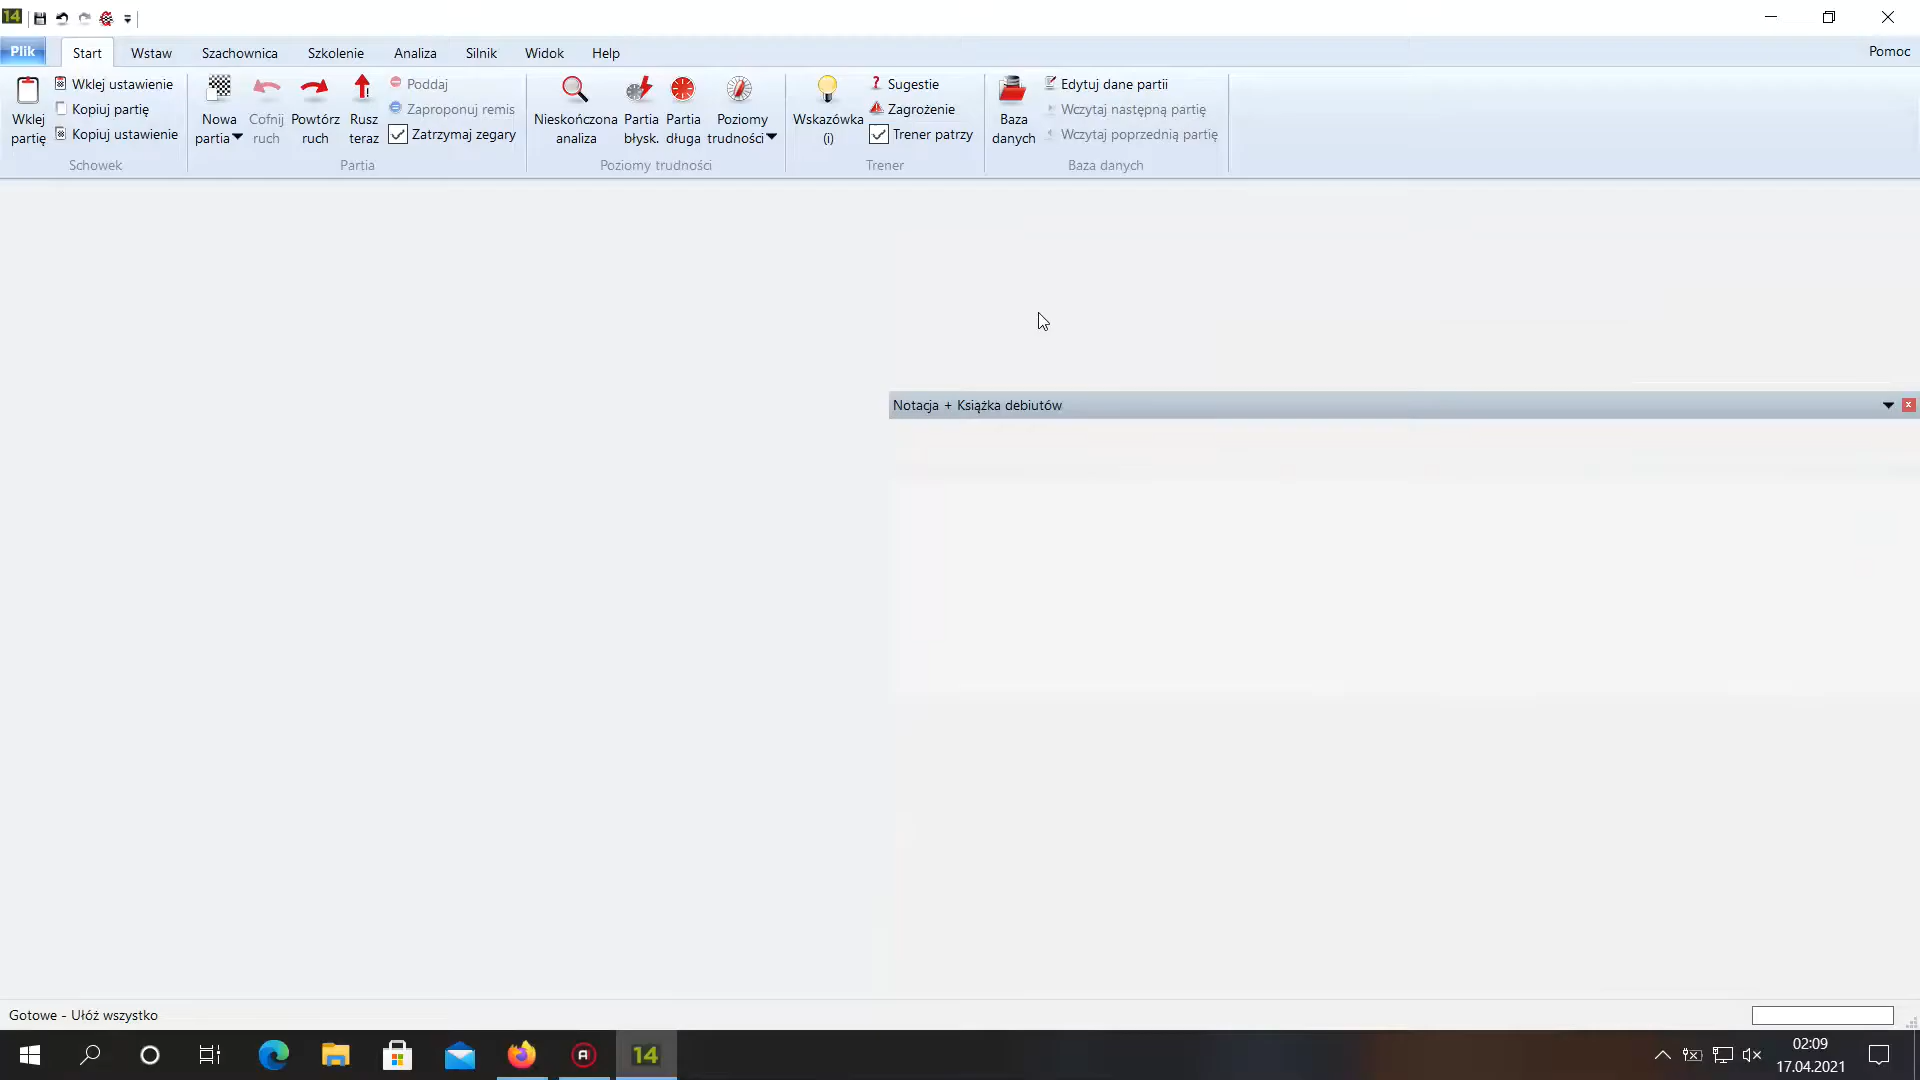 14
Plik
Start
Wstaw
Szachownica
Szkolenie
Analiza
Silnik
Widok
Help
Pomoc
Wklej partię
Wklej ustawienie
Kopiuj partię
Kopiuj ustawienie
Schowek
Nowa partia
Cofnij ruch
Powtórz ruch
Rusz teraz
Poddaj
Zaproponuj remis
Zatrzymaj zegary
Partia
Nieskończona analiza
Partia błysk.
Partia długa
Poziomy trudności
Poziomy trudności
Wskazówka (i)
Sugestie
Zagrożenie
Trener patrzy
Trener
Baza danych
Edytuj dane partii
Wczytaj następną partię
Wczytaj poprzednią partię
Baza danych
Notacja + Książka debiutów
Gotowe - Ułóż wszystko
14
02:09
17.04.2021